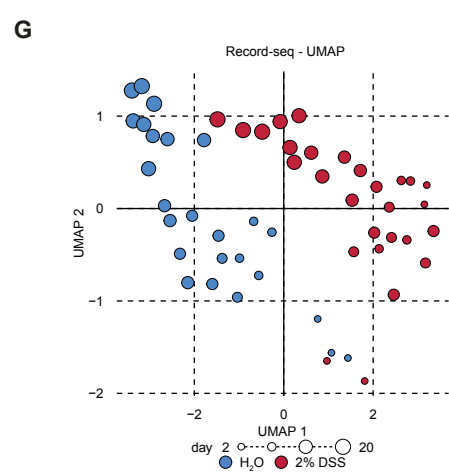 G
Record-seq - UMAP
1
0
−1
−2
UMAP 2
−2 0 2
UMAP 1
day 2 20
H₂O 2% DSS